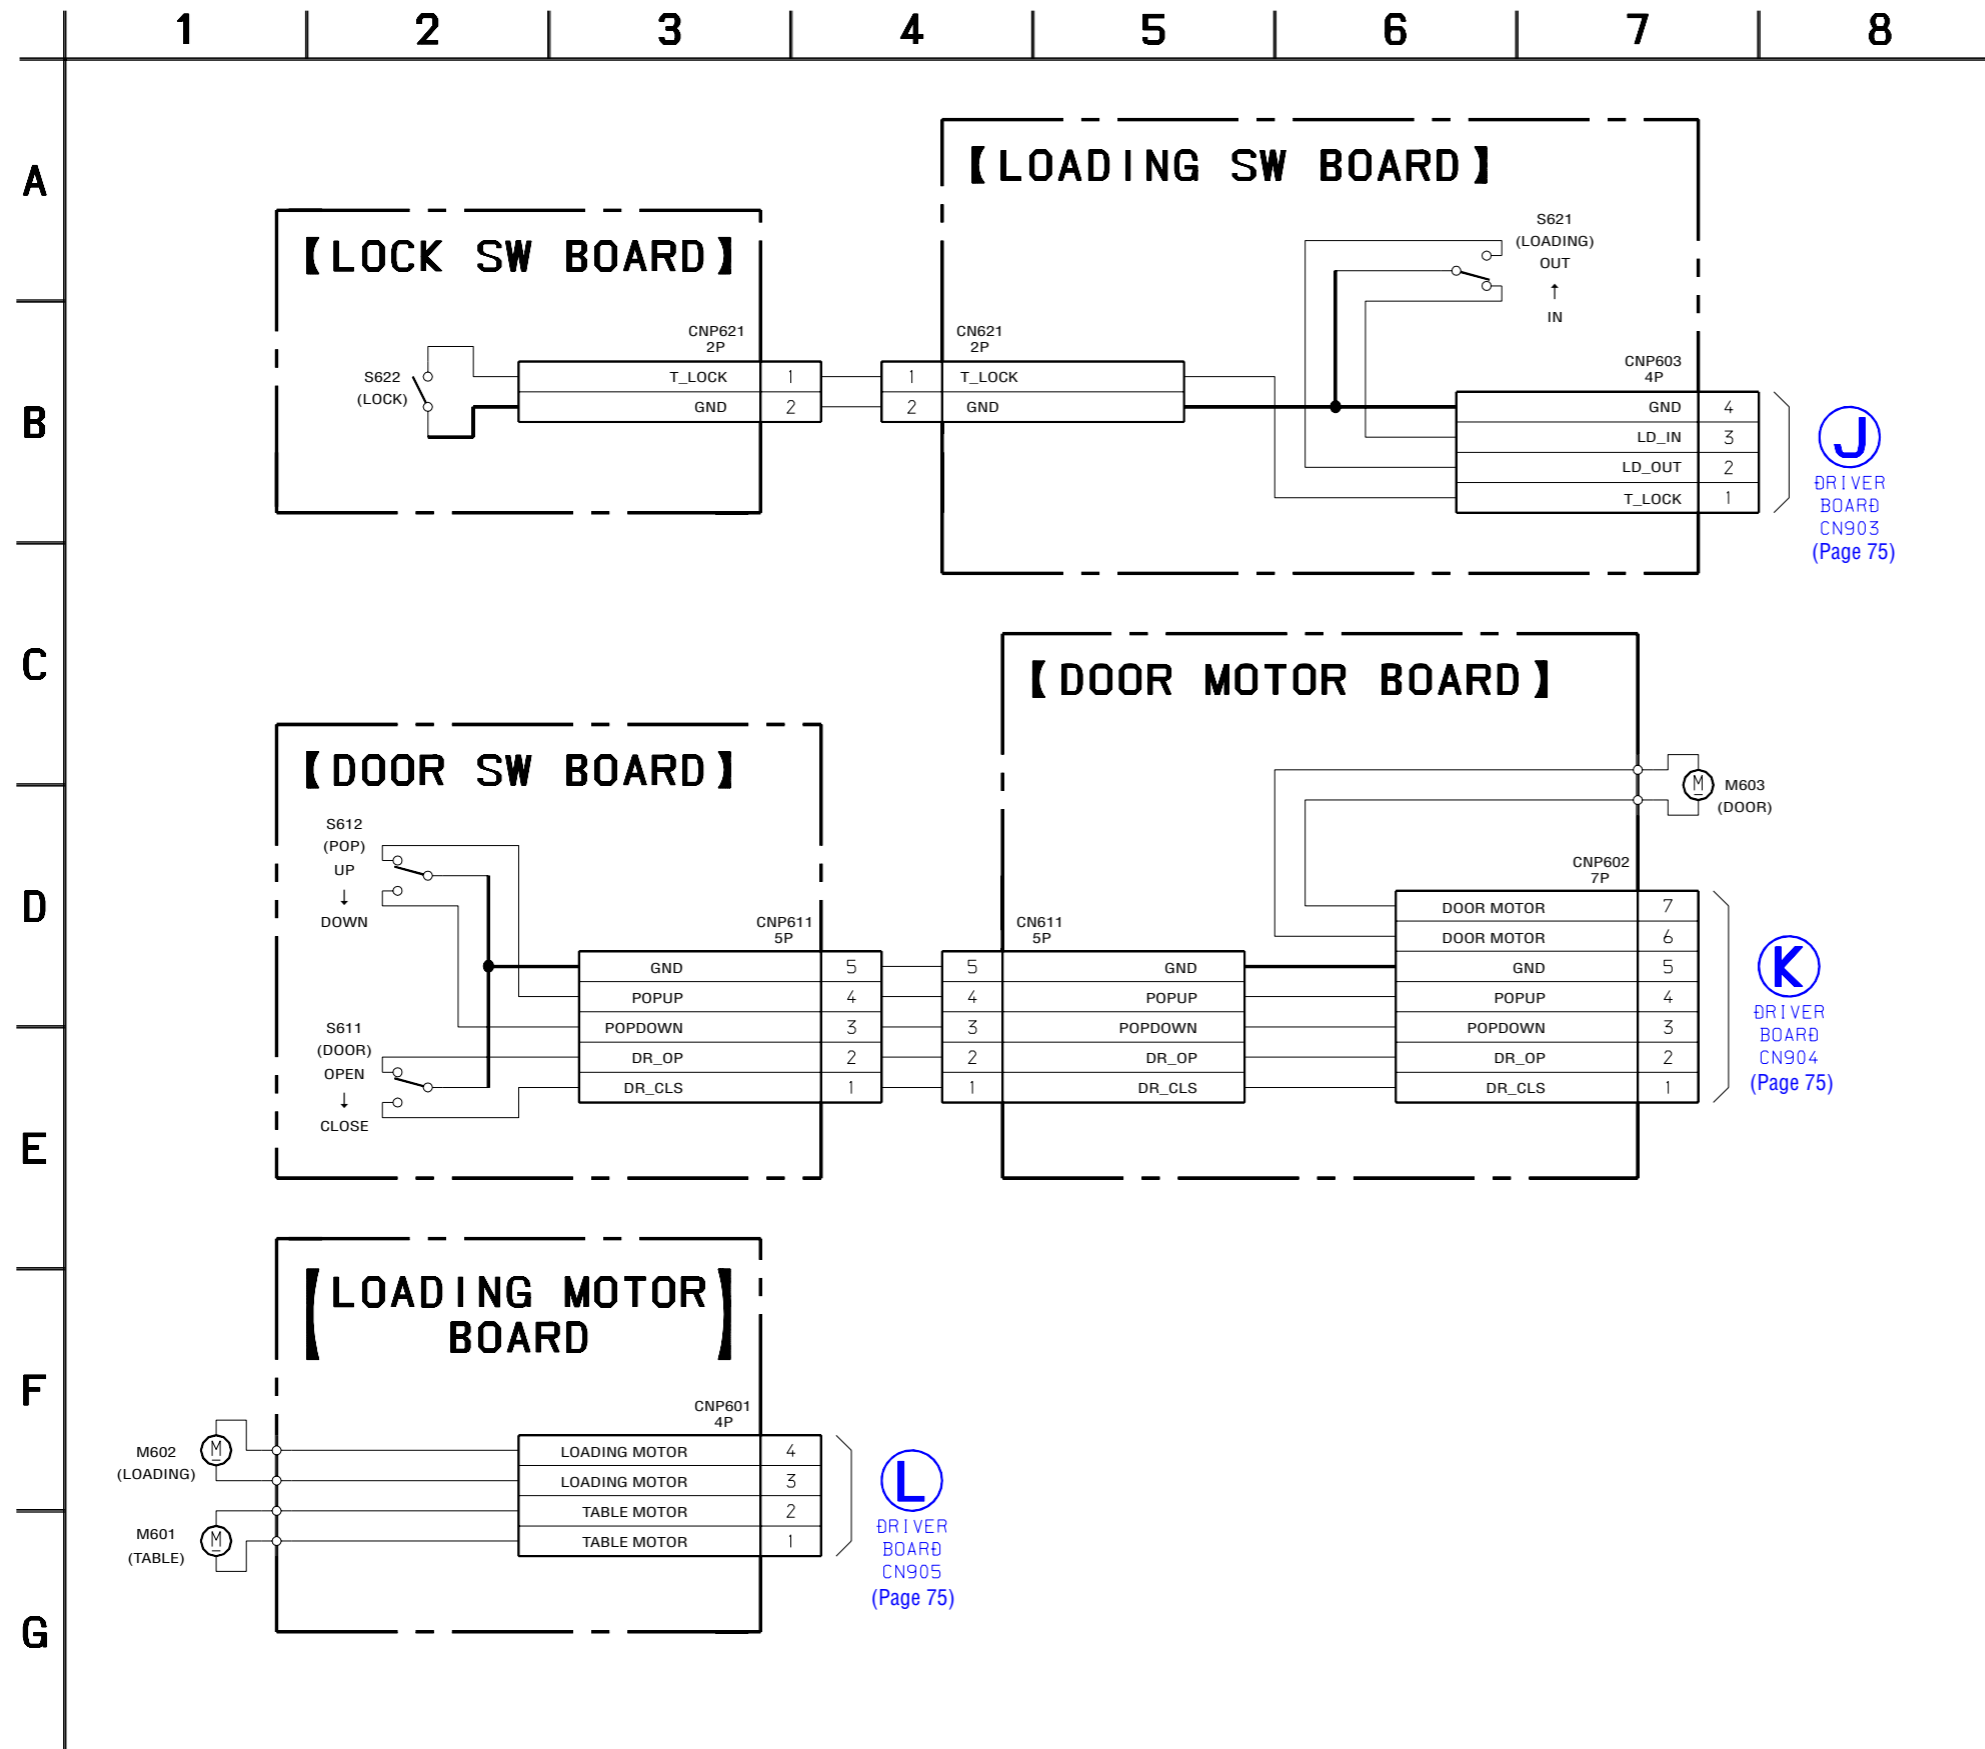 1 2 3 4 5 6 7 8
A
B
C
D
E
F
G
【LOADING SW BOARD】
S621
(LOADING)
OUT
↑
IN
【LOCK SW BOARD】
S622
(LOCK)
CNP621
2P
T_LOCK 1
GND 2
CN621
2P
1 T_LOCK
2 GND
CNP603
4P
GND 4
LD_IN 3
LD_OUT 2
T_LOCK 1
J
DRIVER
BOARD
CN903
(Page 75)
【DOOR MOTOR BOARD】
M
M603
(DOOR)
【DOOR SW BOARD】
S612
(POP)
UP
↓
DOWN
S611
(DOOR)
OPEN
↓
CLOSE
CNP611
5P
GND 5
POPUP 4
POPDOWN 3
DR_OP 2
DR_CLS 1
CN611
5P
5 GND
4 POPUP
3 POPDOWN
2 DR_OP
1 DR_CLS
CNP602
7P
DOOR MOTOR 7
DOOR MOTOR 6
GND 5
POPUP 4
POPDOWN 3
DR_OP 2
DR_CLS 1
K
DRIVER
BOARD
CN904
(Page 75)
【LOADING MOTOR
BOARD】
M602
(LOADING)
M
M601
(TABLE)
M
CNP601
4P
LOADING MOTOR 4
LOADING MOTOR 3
TABLE MOTOR 2
TABLE MOTOR 1
L
DRIVER
BOARD
CN905
(Page 75)